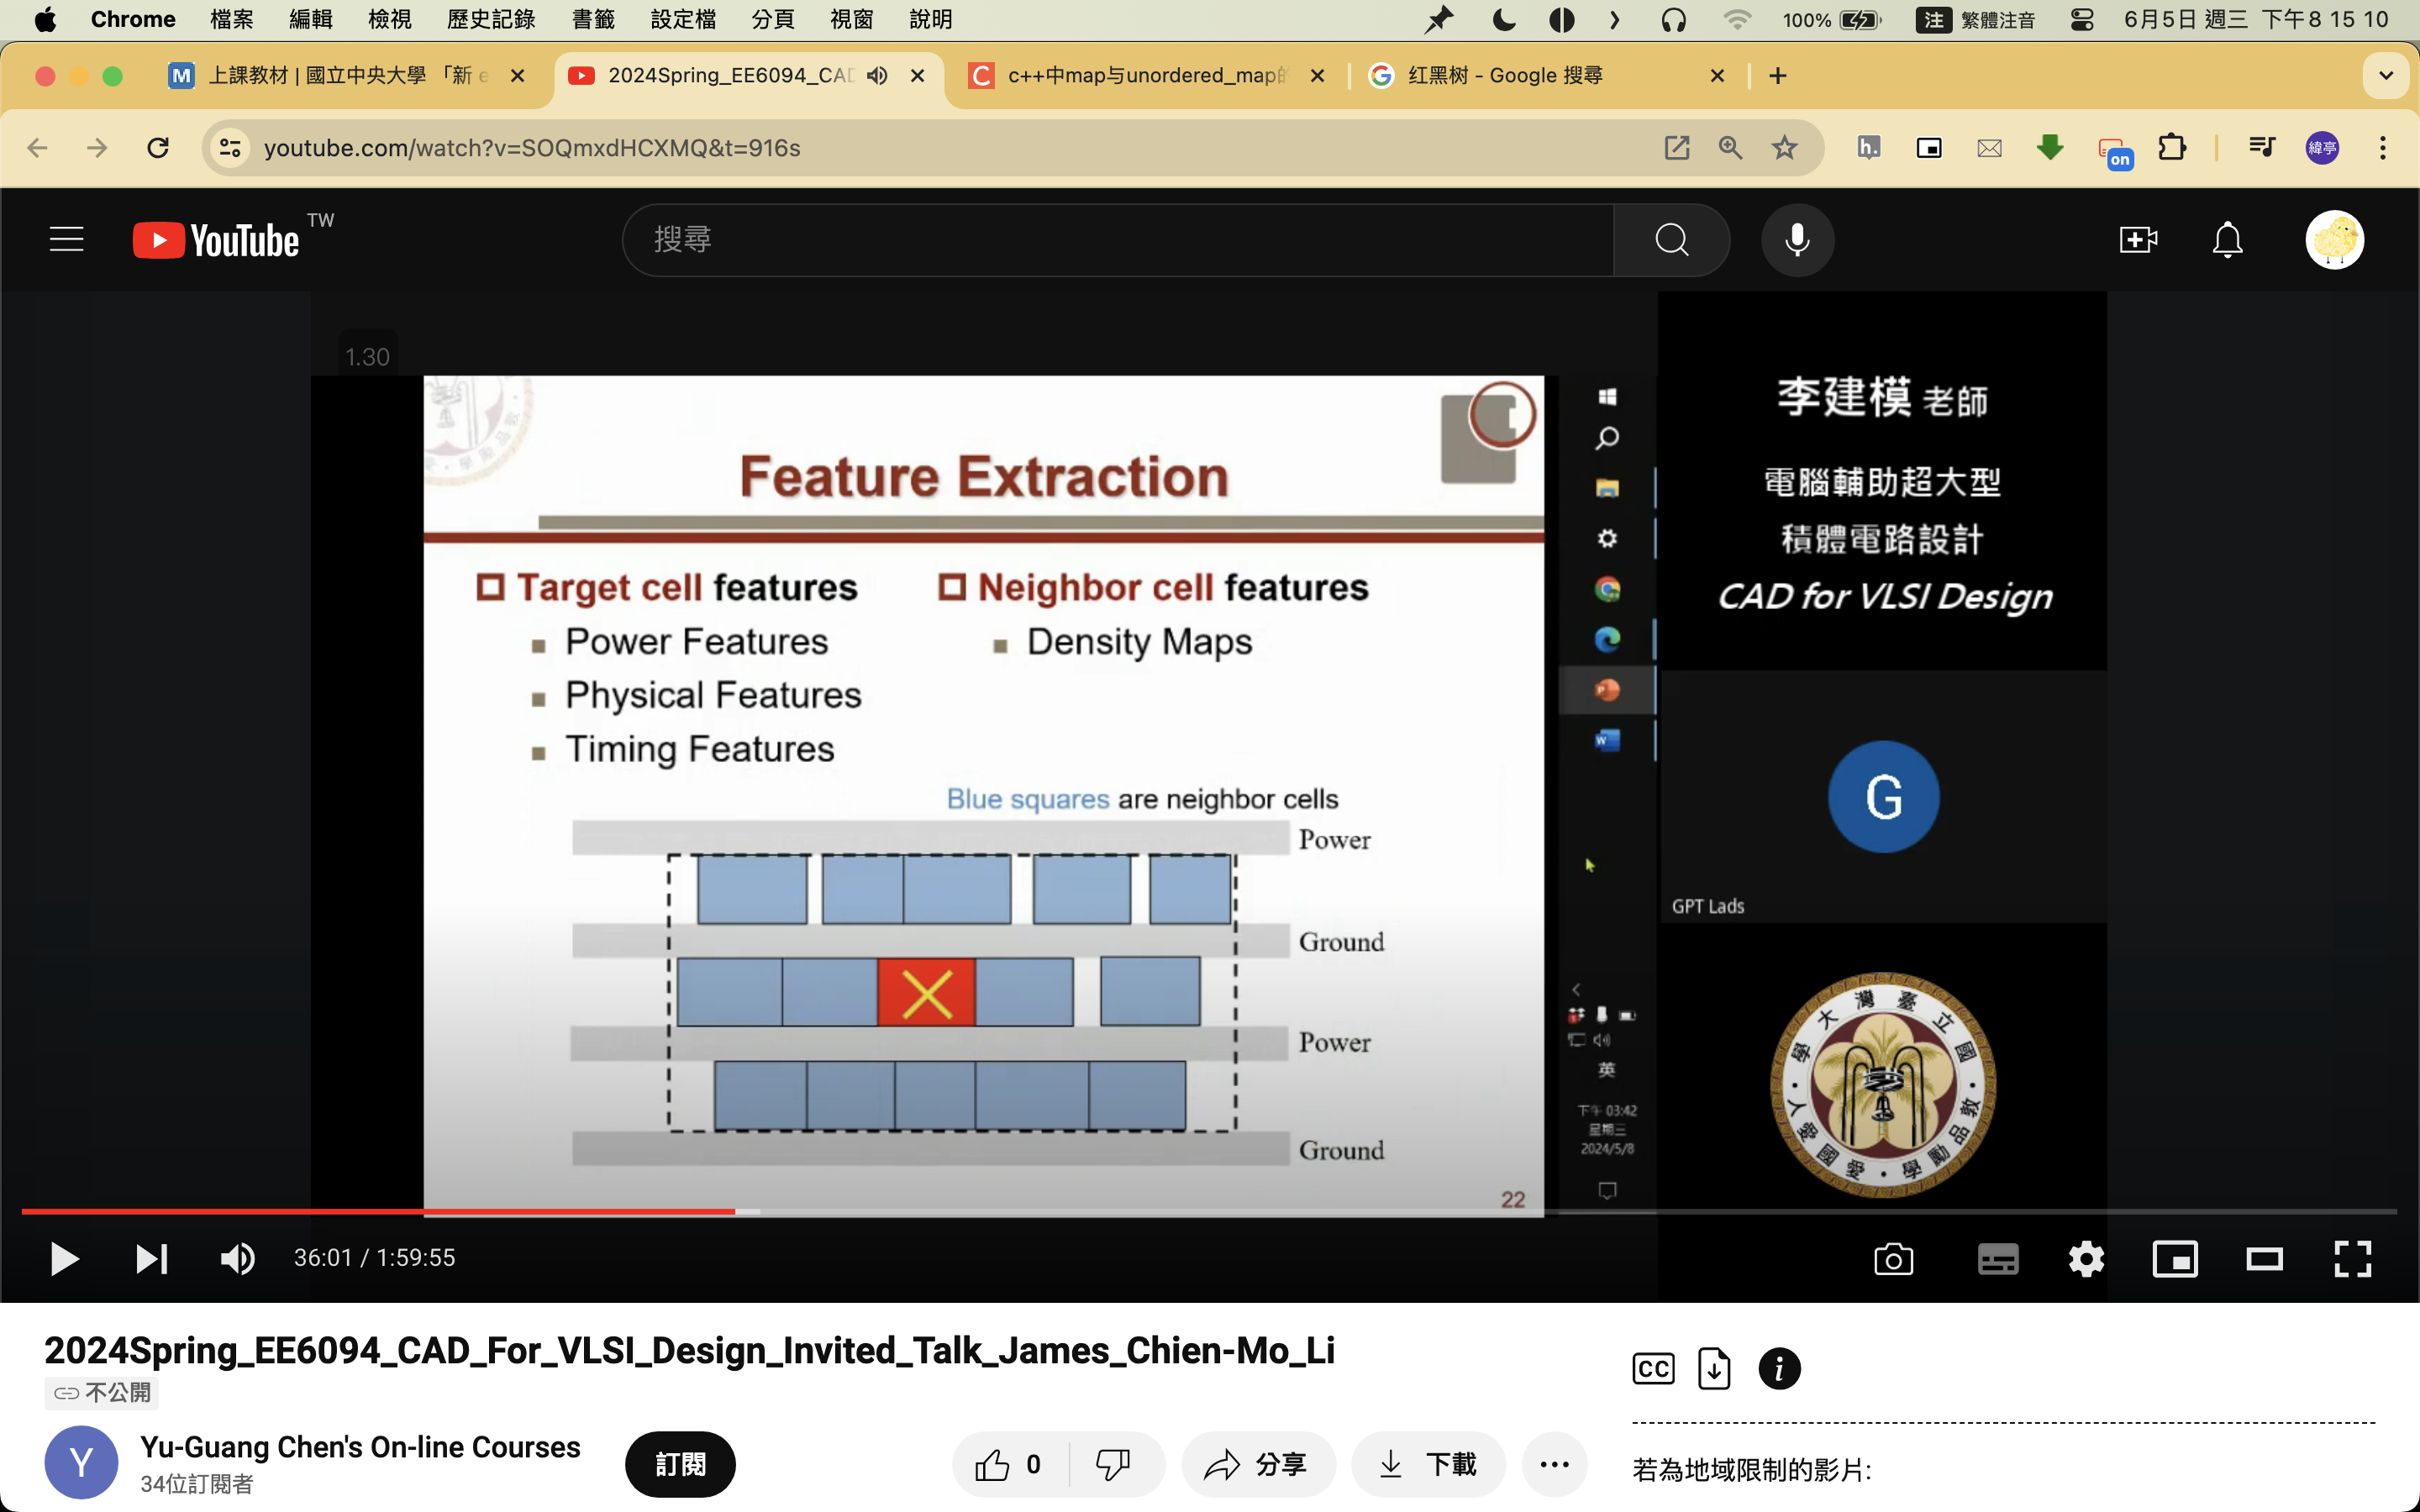 Chrome 檔案 編輯 檢視 歷史記錄 書籤 設定檔 分頁 視窗 說明 100% 注 繁體注音 6月5日 週三 下午8 15 10
M 上課教材 | 國立中央大學 「新 e 2024Spring_EE6094_CAD C c++中map与unordered_map的 红黑树 - Google 搜尋
youtube.com/watch?v=SOQmxdHCXMQ&t=916s h. on 緯亭
YouTube TW 搜尋
1.30
Feature Extraction
Target cell features
Power Features
Physical Features
Timing Features
Neighbor cell features
Density Maps
Blue squares are neighbor cells
Power
Ground
Power
Ground
22
英
下午 03:42
星期三
2024/5/8
李建模 老師
電腦輔助超大型
積體電路設計
CAD for VLSI Design
G
GPT Lads
國立臺灣大學
敦品勵學・愛國愛人
36:01 / 1:59:55
2024Spring_EE6094_CAD_For_VLSI_Design_Invited_Talk_James_Chien-Mo_Li
不公開
Y Yu-Guang Chen's On-line Courses
34位訂閱者
訂閱 0 分享 下載
CC i
若為地域限制的影片: